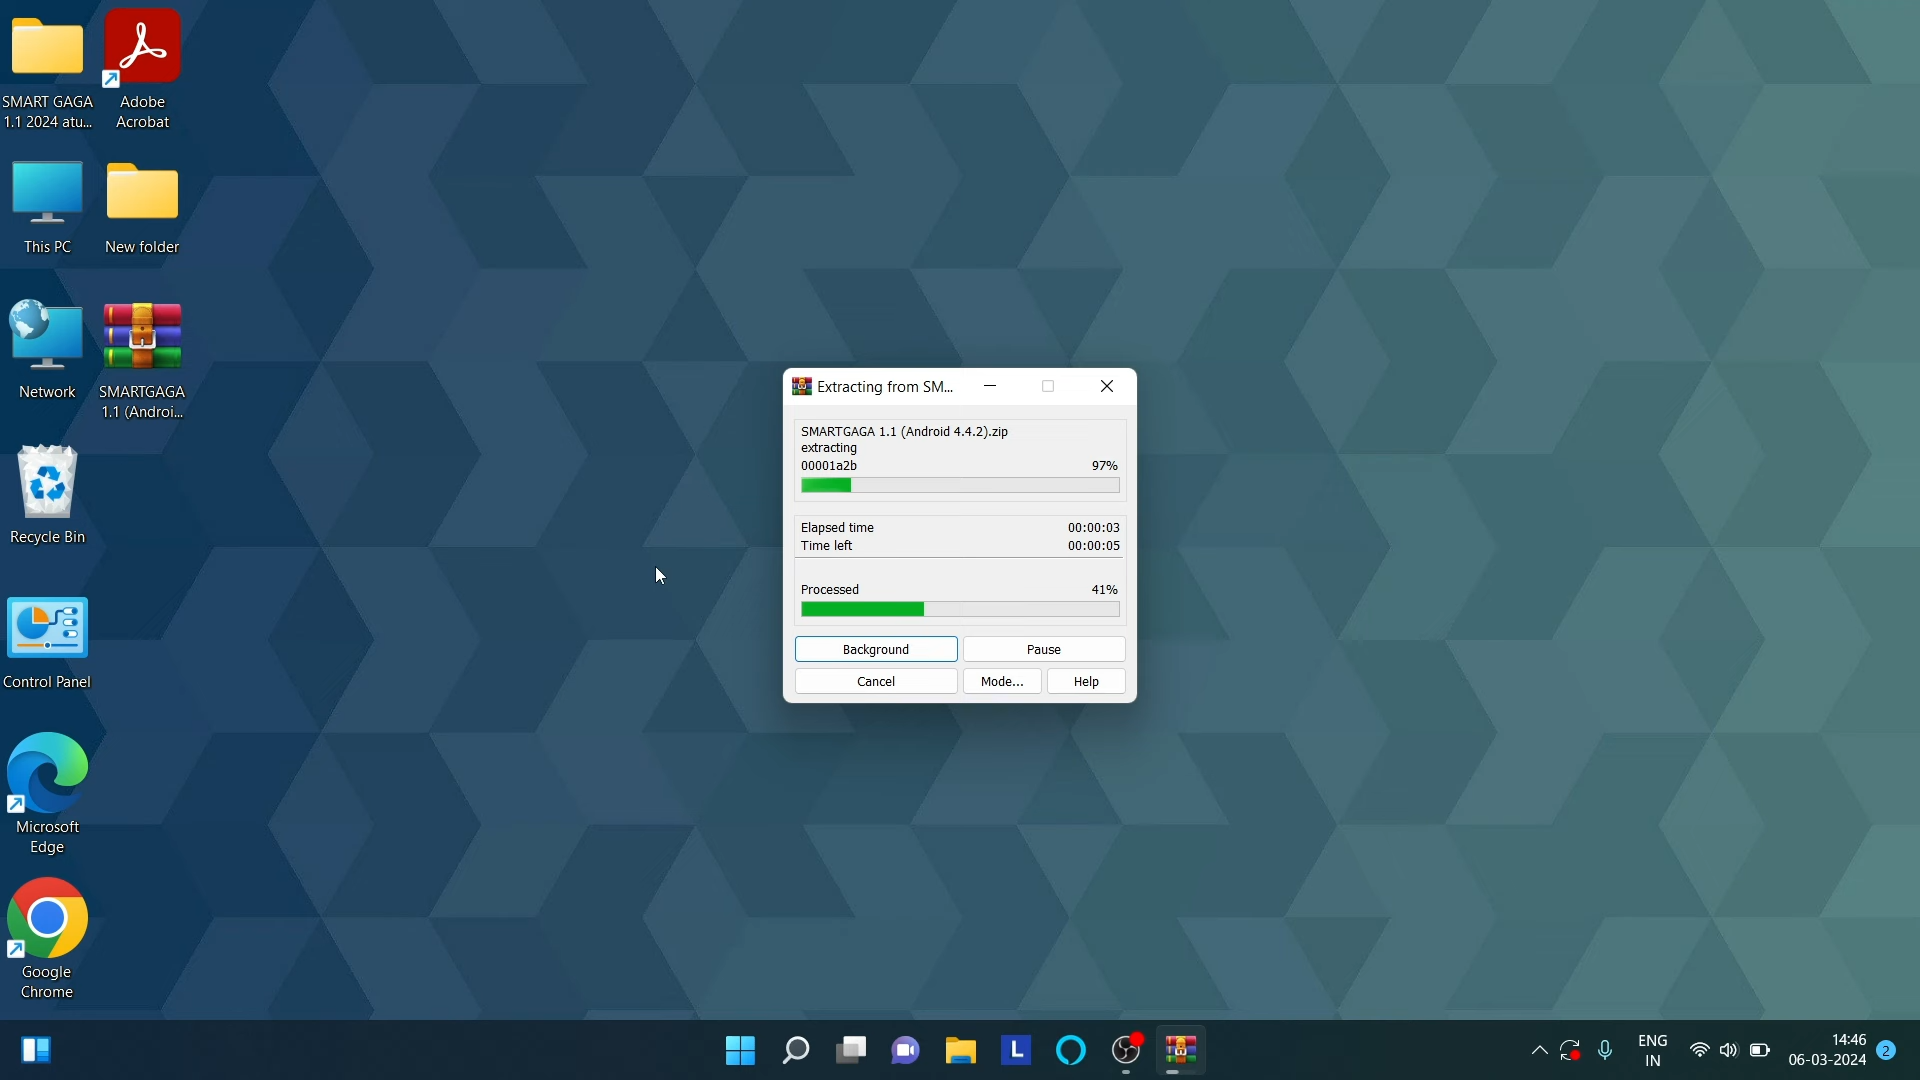 SMART GAGA
1.1 2024 atu...
Adobe
Acrobat
This PC
New folder
Network
SMARTGAGA
1.1 (Androi...
Recycle Bin
Control Panel
Microsoft
Edge
Google
Chrome
Extracting from SM...
SMARTGAGA 1.1 (Android 4.4.2).zip
extracting
00001a2b 97%
Elapsed time 00:00:03
Time left 00:00:05
Processed 41%
Background Pause
Cancel Mode... Help
L
ENG
IN
14:46
06-03-2024
2